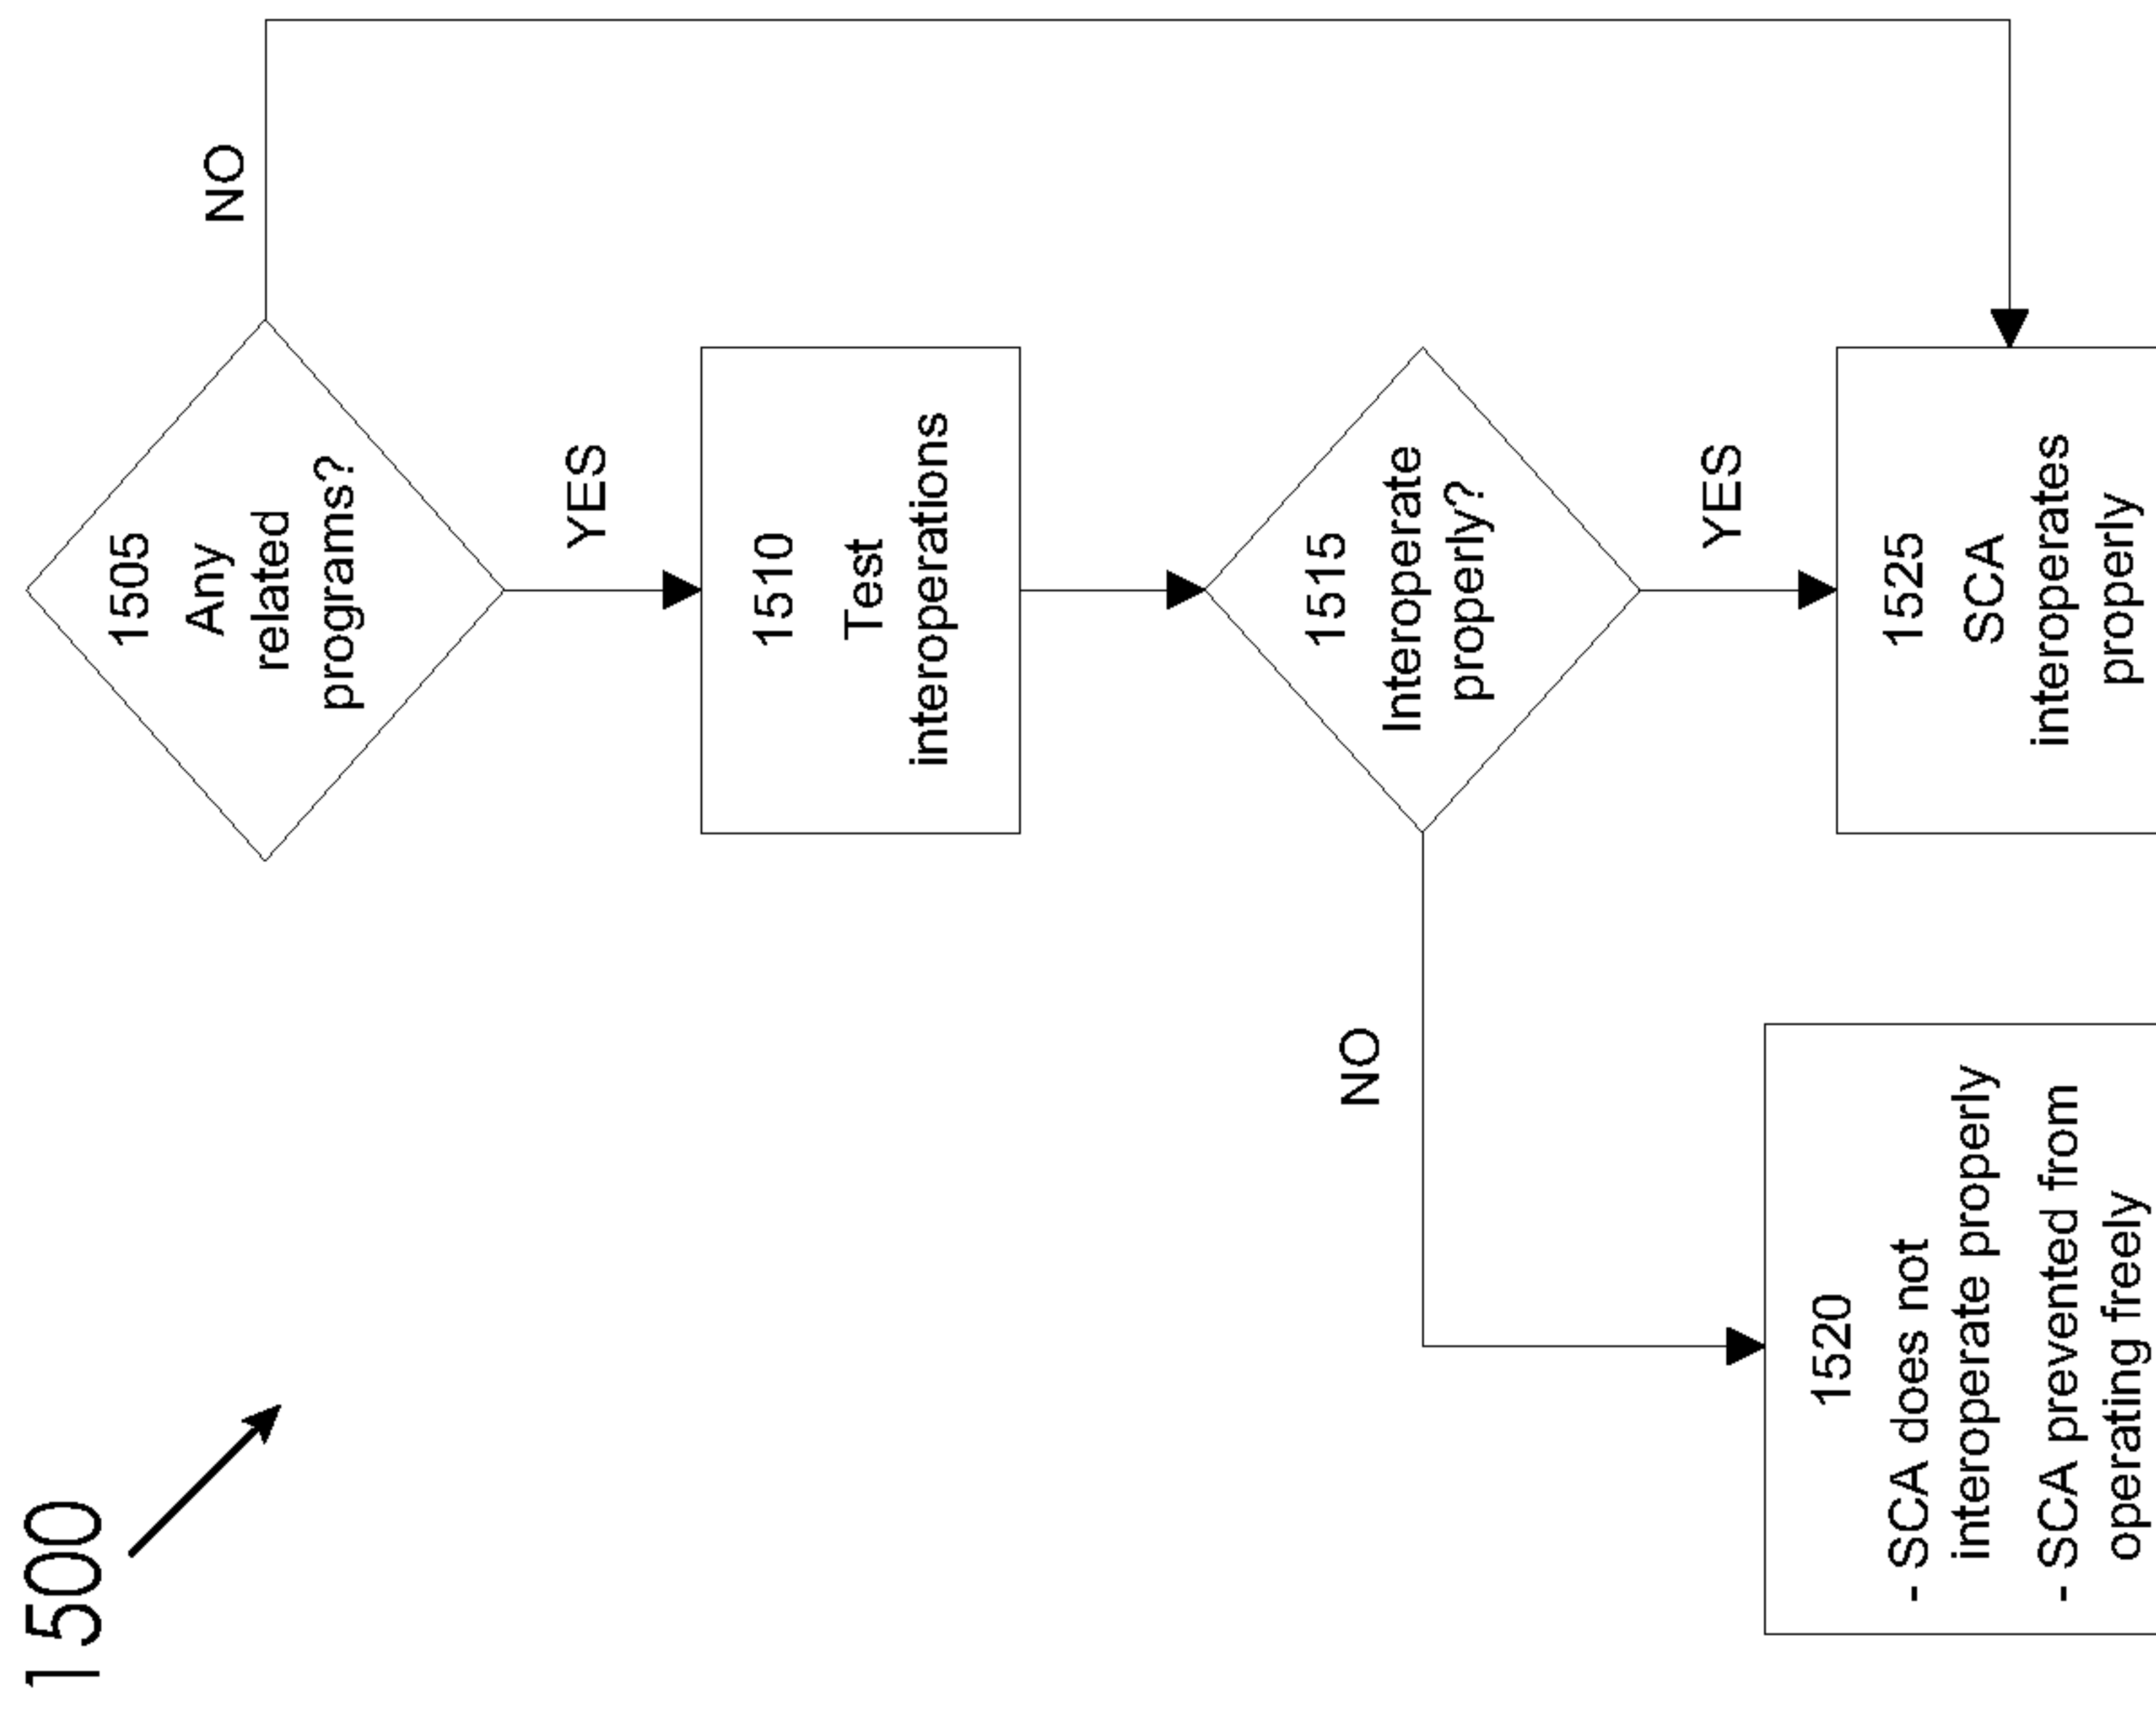 1500
1505
Any
related
programs?
NO
YES
1510
Test
interoperations
1515
Interoperate
properly?
NO
YES
1520
- SCA does not
interoperate properly
- SCA prevented from
operating freely
1525
SCA
interoperates
properly